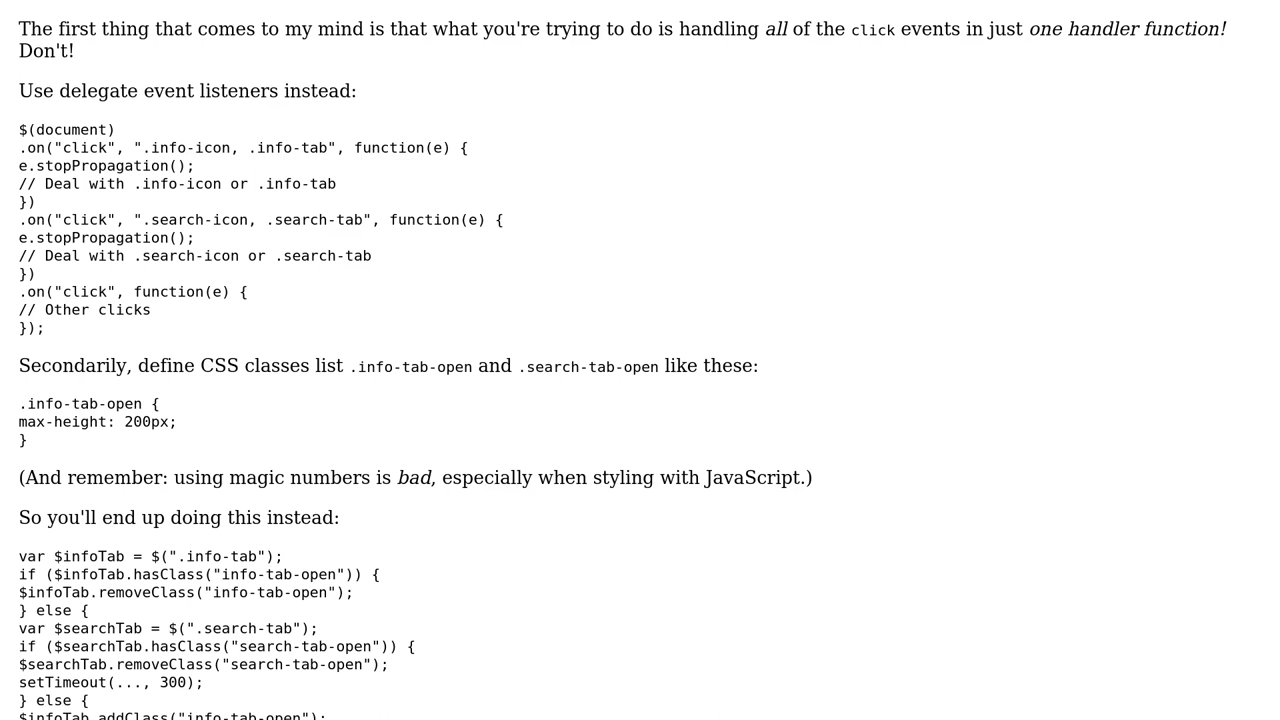 The first thing that comes to my mind is that what you're trying to do is handling all of the click events in just one handler function!
Don't!
Use delegate event listeners instead:
$(document)
.on("click", ".info-icon, .info-tab", function(e) {
e.stopPropagation();
// Deal with .info-icon or .info-tab
})
.on("click", ".search-icon, .search-tab", function(e) {
e.stopPropagation();
// Deal with .search-icon or .search-tab
})
.on("click", function(e) {
// Other clicks
});
Secondarily, define CSS classes list .info-tab-open and .search-tab-open like these:
.info-tab-open {
max-height: 200px;
}
(And remember: using magic numbers is bad, especially when styling with JavaScript.)
So you'll end up doing this instead:
var $infoTab = $(".info-tab");
if ($infoTab.hasClass("info-tab-open")) {
$infoTab.removeClass("info-tab-open");
} else {
var $searchTab = $(".search-tab");
if ($searchTab.hasClass("search-tab-open")) {
$searchTab.removeClass("search-tab-open");
setTimeout(..., 300);
} else {
$infoTab.addClass("info-tab-open");